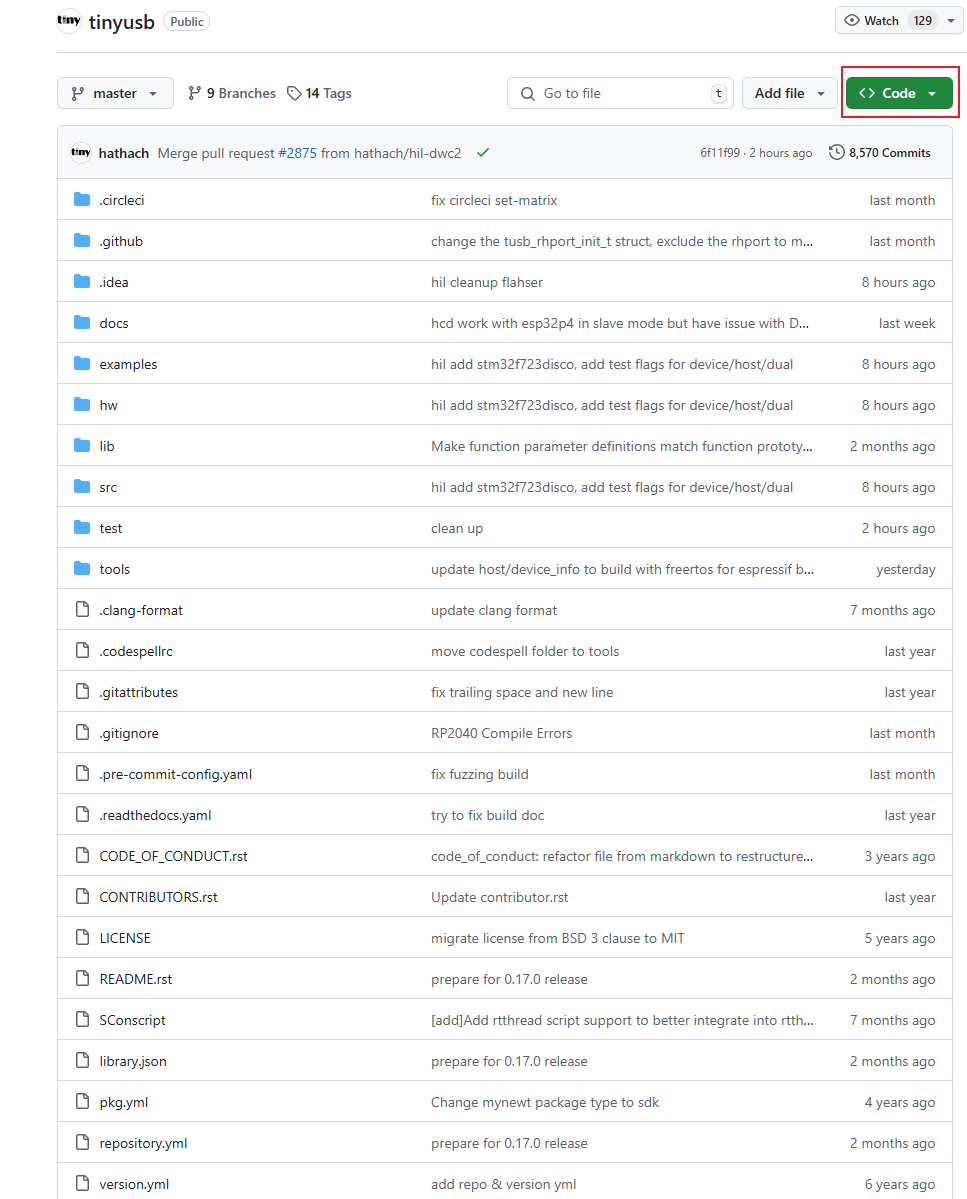 tiny tinyusb Public Watch 129
master 9 Branches 14 Tags Go to file t Add file Code
tiny hathach Merge pull request #2875 from hathach/hil-dwc2 6f11f99 · 2 hours ago 8,570 Commits
.circleci fix circleci set-matrix last month
.github change the tusb_rhport_init_t struct, exclude the rhport to m... last month
.idea hil cleanup flahser 8 hours ago
docs hcd work with esp32p4 in slave mode but have issue with D... last week
examples hil add stm32f723disco, add test flags for device/host/dual 8 hours ago
hw hil add stm32f723disco, add test flags for device/host/dual 8 hours ago
lib Make function parameter definitions match function prototy... 2 months ago
src hil add stm32f723disco, add test flags for device/host/dual 8 hours ago
test clean up 2 hours ago
tools update host/device_info to build with freertos for espressif b... yesterday
.clang-format update clang format 7 months ago
.codespellrc move codespell folder to tools last year
.gitattributes fix trailing space and new line last year
.gitignore RP2040 Compile Errors last month
.pre-commit-config.yaml fix fuzzing build last month
.readthedocs.yaml try to fix build doc last year
CODE_OF_CONDUCT.rst code_of_conduct: refactor file from markdown to restructure... 3 years ago
CONTRIBUTORS.rst Update contributor.rst last year
LICENSE migrate license from BSD 3 clause to MIT 5 years ago
README.rst prepare for 0.17.0 release 2 months ago
SConscript [add]Add rtthread script support to better integrate into rtth... 7 months ago
library.json prepare for 0.17.0 release 2 months ago
pkg.yml Change mynewt package type to sdk 4 years ago
repository.yml prepare for 0.17.0 release 2 months ago
version.yml add repo & version yml 6 years ago